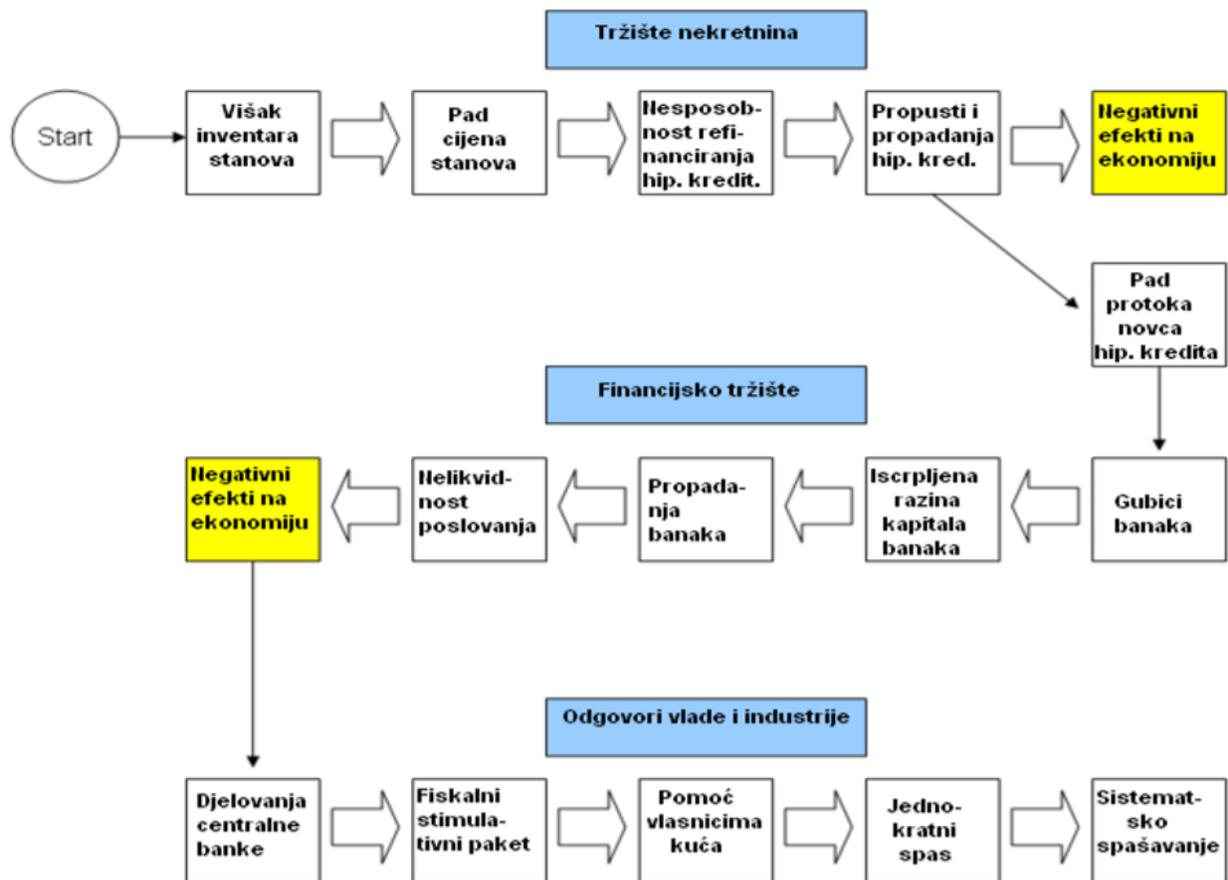 Tržište nekretnina
Start
Višak
inventara
stanova
Pad
cijena
stanova
Nesposob-
nost refi-
nanciranja
hip. kredit.
Propusti i
propadanja
hip. kred.
Negativni
efekti na
ekonomiju
Pad
protoka
novca
hip. kredita
Financijsko tržište
Negativni
efekti na
ekonomiju
Nelikvid-
nost
poslovanja
Propada-
nja
banaka
Iscrpljena
razina
kapitala
banaka
Gubici
banaka
Odgovori vlade i industrije
Djelovanja
centralne
banke
Fiskalni
stimula-
tivni paket
Pomoć
vlasnicima
kuća
Jedno-
kratni
spas
Sistemat-
sko
spašavanje